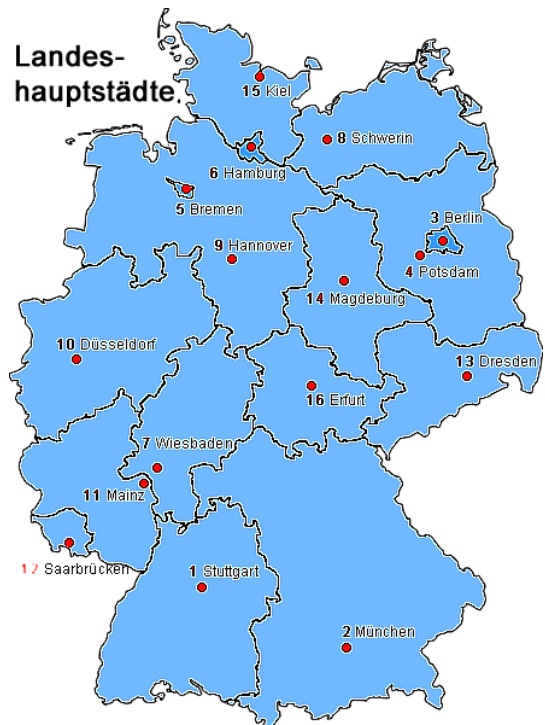 Landes-
hauptstädte
15 Kiel
8 Schwerin
6 Hamburg
5 Bremen
3 Berlin
9 Hannover
4 Potsdam
14 Magdeburg
10 Düsseldorf
13 Dresden
16 Erfurt
7 Wiesbaden
11 Mainz
12 Saarbrücken
1 Stuttgart
2 München